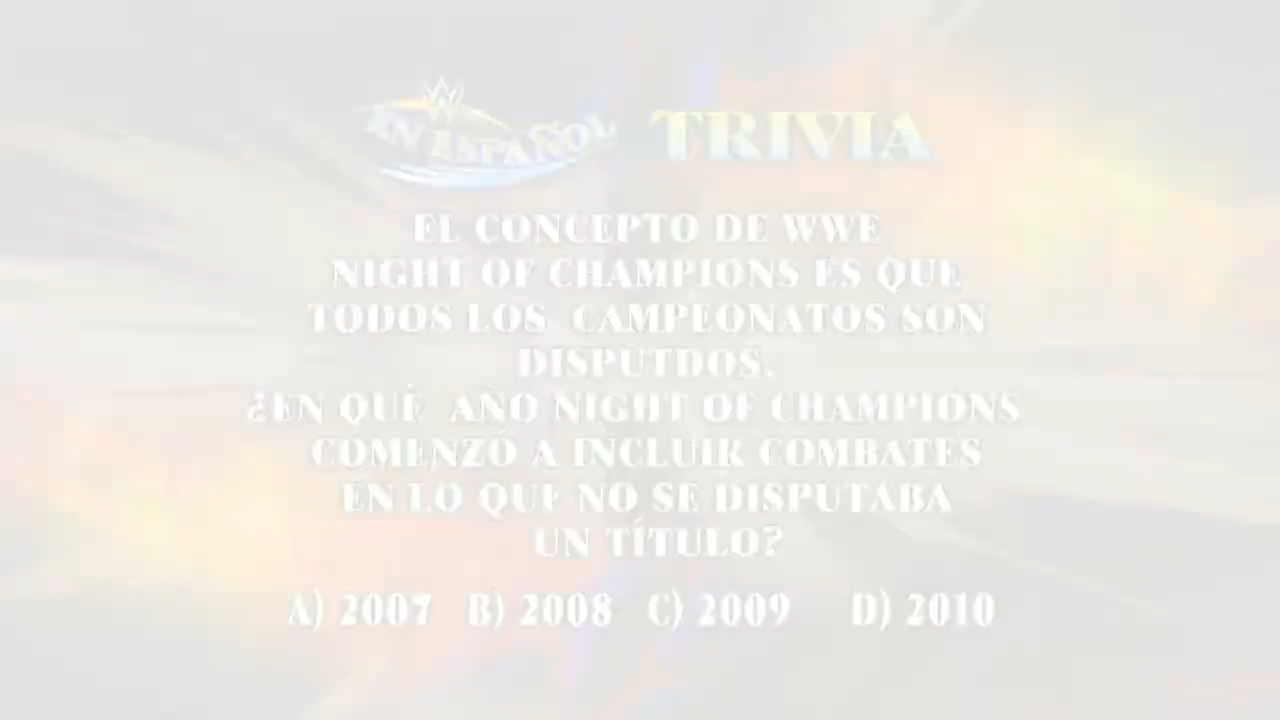 W
EN ESPAÑOL TRIVIA
EL CONCEPTO DE WWE
NIGHT OF CHAMPIONS ES QUE
TODOS LOS CAMPEONATOS SON
DISPUTDOS.
¿EN QUÉ AÑO NIGHT OF CHAMPIONS
COMENZÓ A INCLUIR COMBATES
EN LO QUE NO SE DISPUTABA
UN TÍTULO?
A) 2007 B) 2008 C) 2009 D) 2010